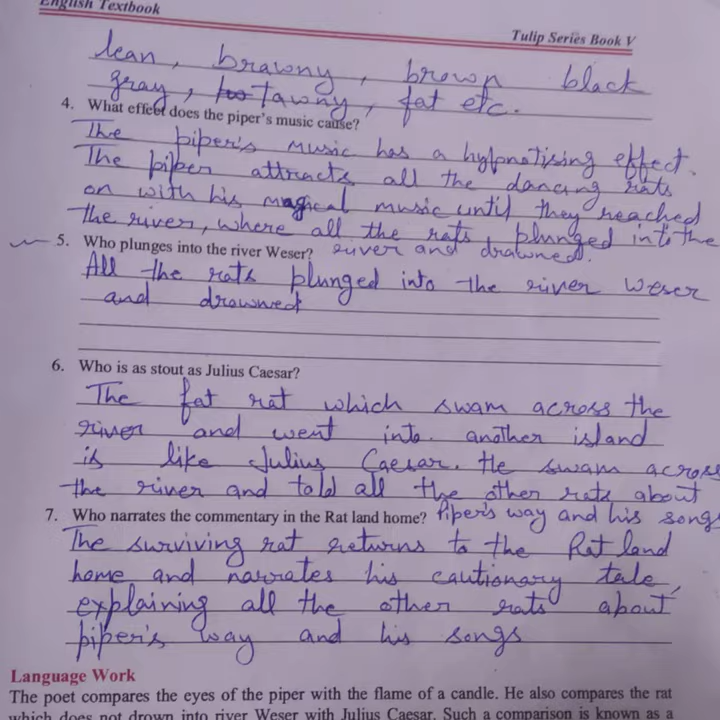 English Textbook
Tulip Series Book V
lean, brawny, brown black
gray, tawny, fat etc.
4. What effect does the piper's music cause?
The piper's music has a hypnotising effect.
The piper attracts all the dancing rats
on with his magical music until they reached
the river, where all the rats plunged into the
river and drawned.
5. Who plunges into the river Weser?
All the rats plunged into the river weser
and drowned
6. Who is as stout as Julius Caesar?
The fat rat which swam across the
river and went into another island
is like Julius Caesar. He swam across
the river and told all the other rats about
piper's way and his songs
7. Who narrates the commentary in the Rat land home?
The surviving rat returns to the Rat land
home and narrates his cautionary tale,
explaining all the other rats about
piper's way and his songs
Language Work
The poet compares the eyes of the piper with the flame of a candle. He also compares the rat
which does not drown into river Weser with Julius Caesar. Such a comparison is known as a